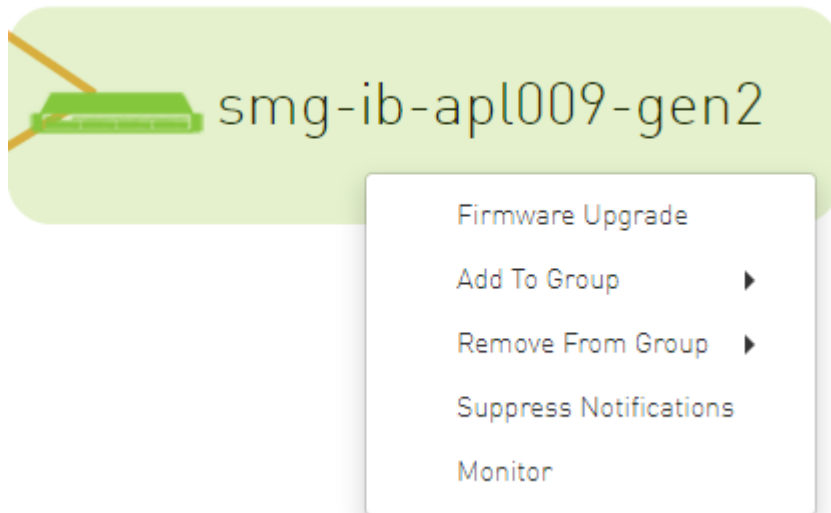 smg-ib-apl009-gen2
Firmware Upgrade
Add To Group
Remove From Group
Suppress Notifications
Monitor